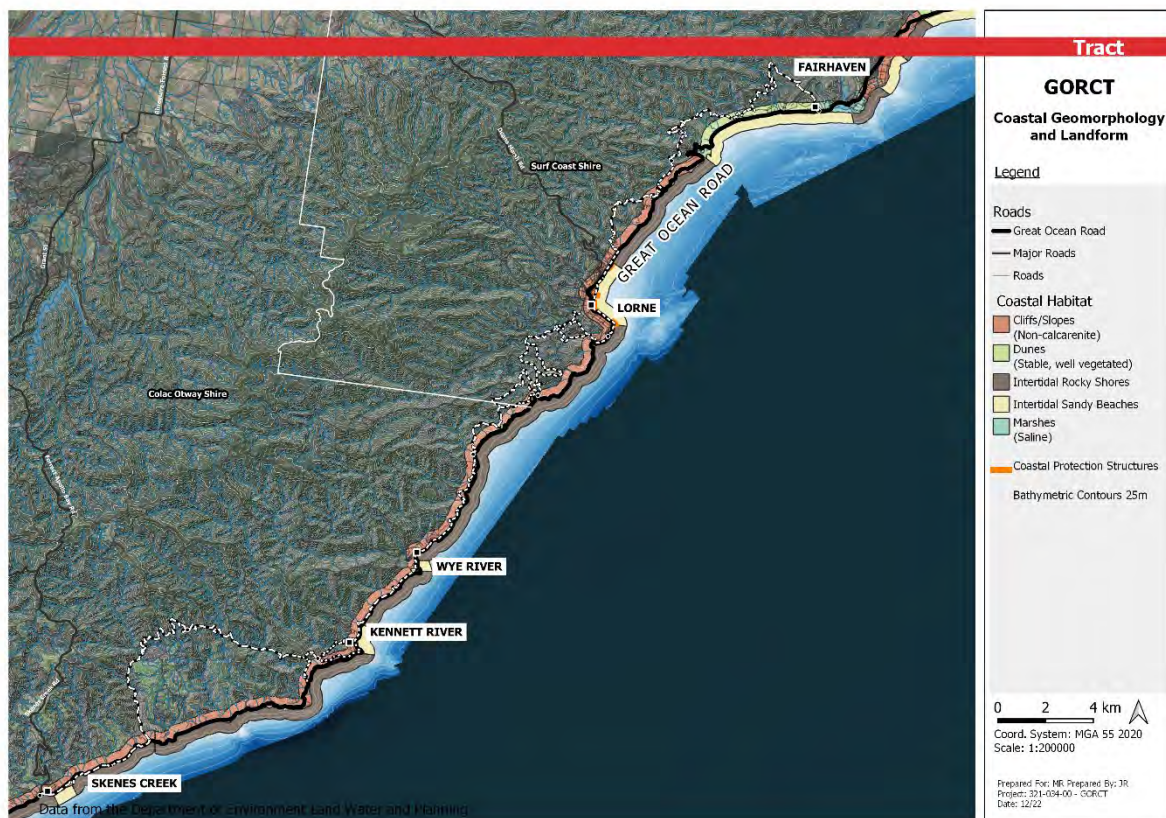 Tract
FAIRHAVEN
Surf Coast Shire
GREAT OCEAN ROAD
LORNE
Colac Otway Shire
WYE RIVER
KENNETT RIVER
SKENES CREEK
Data from the Department of Environment Land Water and Planning
GORCT
Coastal Geomorphology
and Landform
Legend
Roads
Great Ocean Road
Major Roads
Roads
Coastal Habitat
Cliffs/Slopes
(Non-calcarenite)
Dunes
(Stable, well vegetated)
Intertidal Rocky Shores
Intertidal Sandy Beaches
Marshes
(Saline)
Coastal Protection Structures
Bathymetric Contours 25m
0 2 4 km
Coord. System: MGA 55 2020
Scale: 1:200000
Prepared For: MR Prepared By: JR
Project: 321-034-00 - GORCT
Date: 12/22